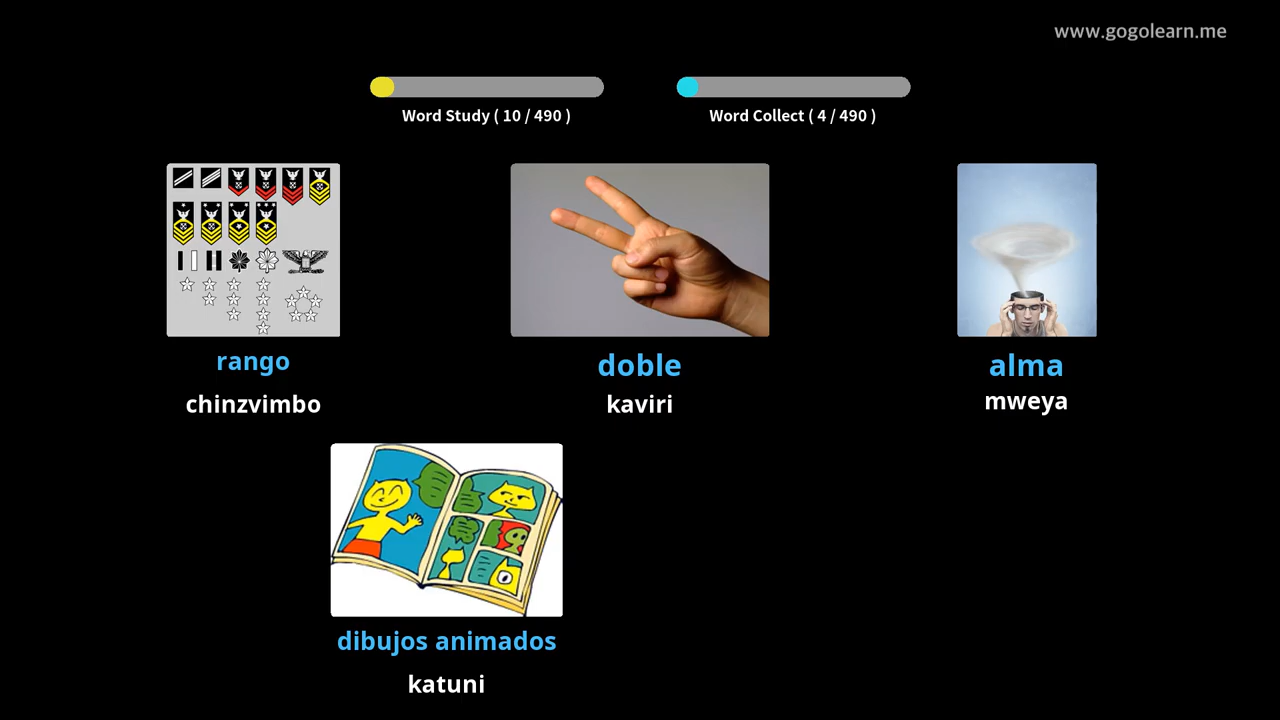 www.gogolearn.me
Word Study ( 10 / 490 )
Word Collect ( 4 / 490 )
rango
chinzvimbo
doble
kaviri
alma
mweya
dibujos animados
katuni